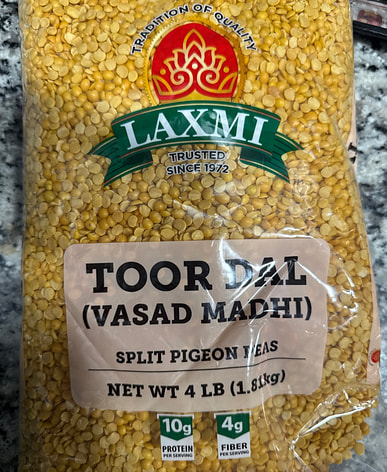 TRADITION OF QUALITY
LAXMI
TRUSTED
SINCE 1972
TOOR DAL
(VASAD MADHI)
SPLIT PIGEON PEAS
NET WT 4 LB (1.81kg)
10g 4g
PROTEIN FIBER
PER SERVING PER SERVING